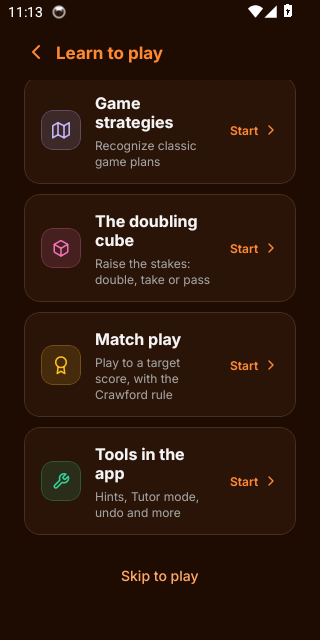 11:13
Learn to play
Game
strategies
Recognize classic
game plans
Start
The doubling
cube
Raise the stakes:
double, take or pass
Start
Match play
Play to a target
score, with the
Crawford rule
Start
Tools in the
app
Hints, Tutor mode,
undo and more
Start
Skip to play